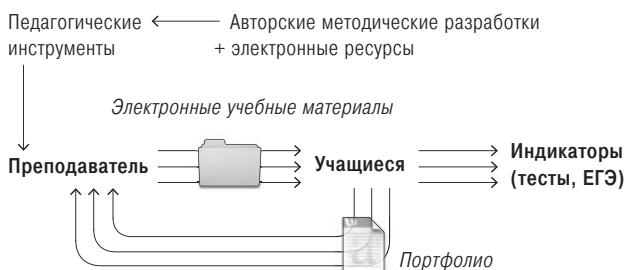 Педагогические
инструменты
Авторские методические разработки
+ электронные ресурсы
Электронные учебные материалы
Преподаватель
Учащиеся
Индикаторы
(тесты, ЕГЭ)
Портфолио